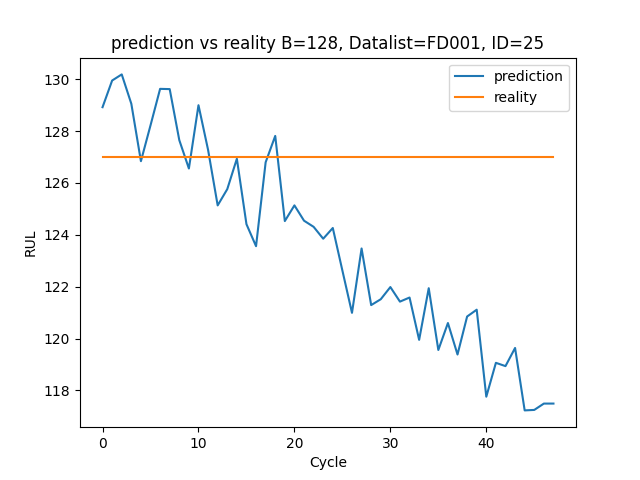 prediction vs reality B=128, Datalist=FD001, ID=25
prediction
reality
130
128
126
124
122
120
118
RUL
0 10 20 30 40
Cycle